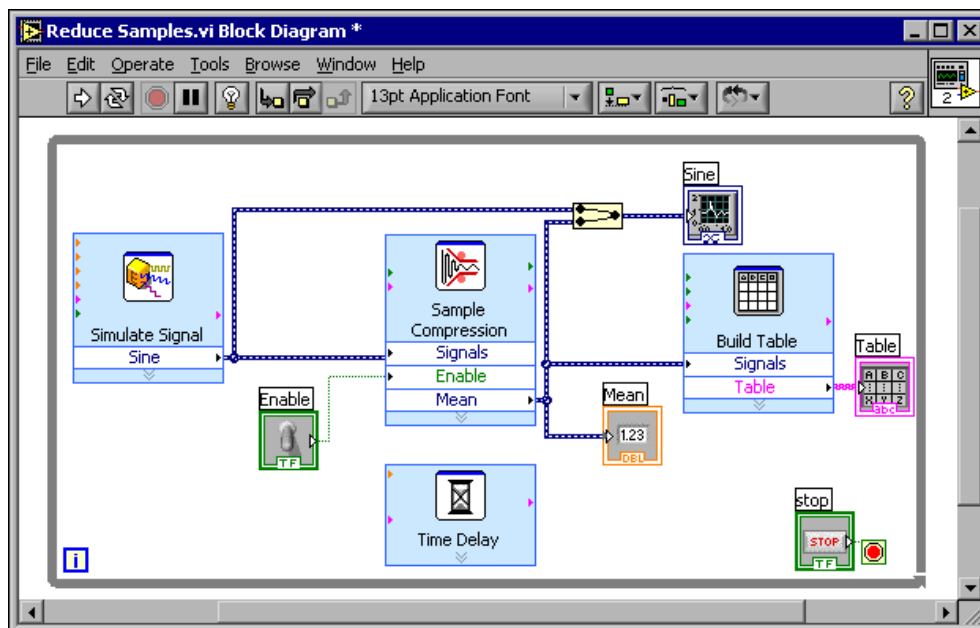 Reduce Samples.vi Block Diagram *
File Edit Operate Tools Browse Window Help
13pt Application Font
?
2
Sine
Simulate Signal
Sine
Sample
Compression
Signals
Enable
Mean
Build Table
Signals
Table
Table
A B C
X Y Z
abc
Enable
TF
Mean
1.23
DBL
Time Delay
stop
STOP
TF
i